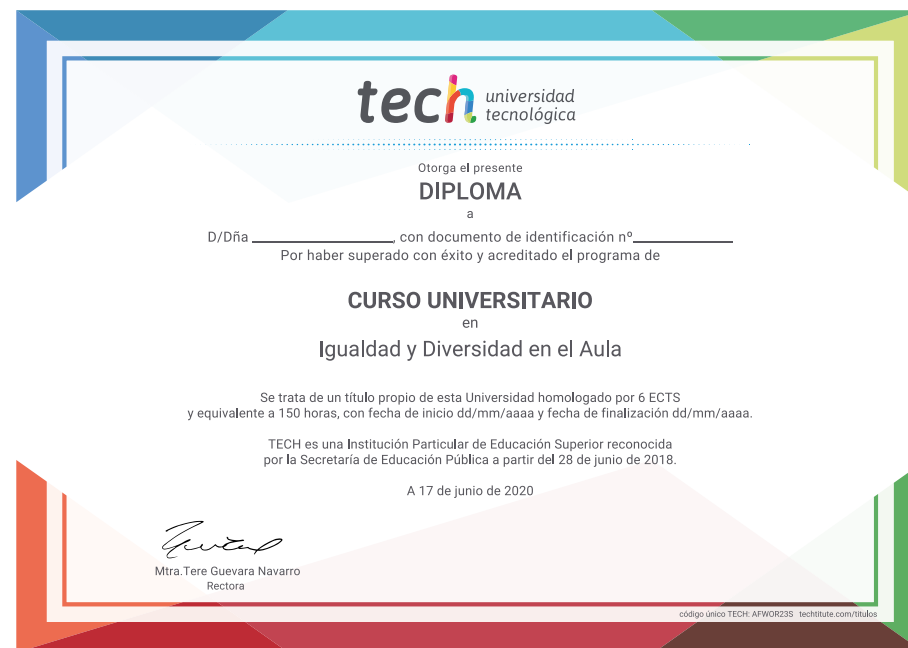 tech universidad
tecnológica
Otorga el presente
DIPLOMA
a
D/Dña ____________________, con documento de identificación nº______________
Por haber superado con éxito y acreditado el programa de
CURSO UNIVERSITARIO
en
Igualdad y Diversidad en el Aula
Se trata de un título propio de esta Universidad homologado por 6 ECTS
y equivalente a 150 horas, con fecha de inicio dd/mm/aaaa y fecha de finalización dd/mm/aaaa.
TECH es una Institución Particular de Educación Superior reconocida
por la Secretaría de Educación Pública a partir del 28 de junio de 2018.
A 17 de junio de 2020
Mtra.Tere Guevara Navarro
Rectora
código único TECH: AFWOR23S techtitute.com/titulos